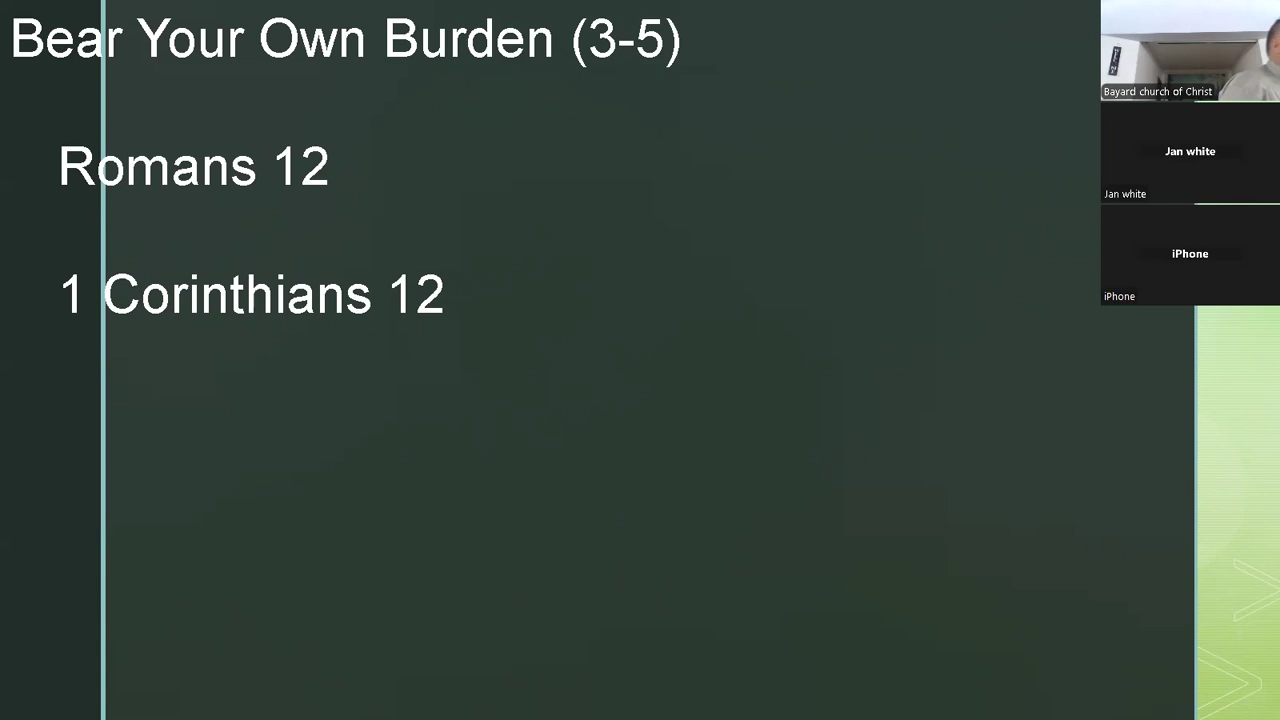 Bear Your Own Burden (3-5)
Romans 12
1 Corinthians 12
Bayard church of Christ
Jan white
Jan white
iPhone
iPhone